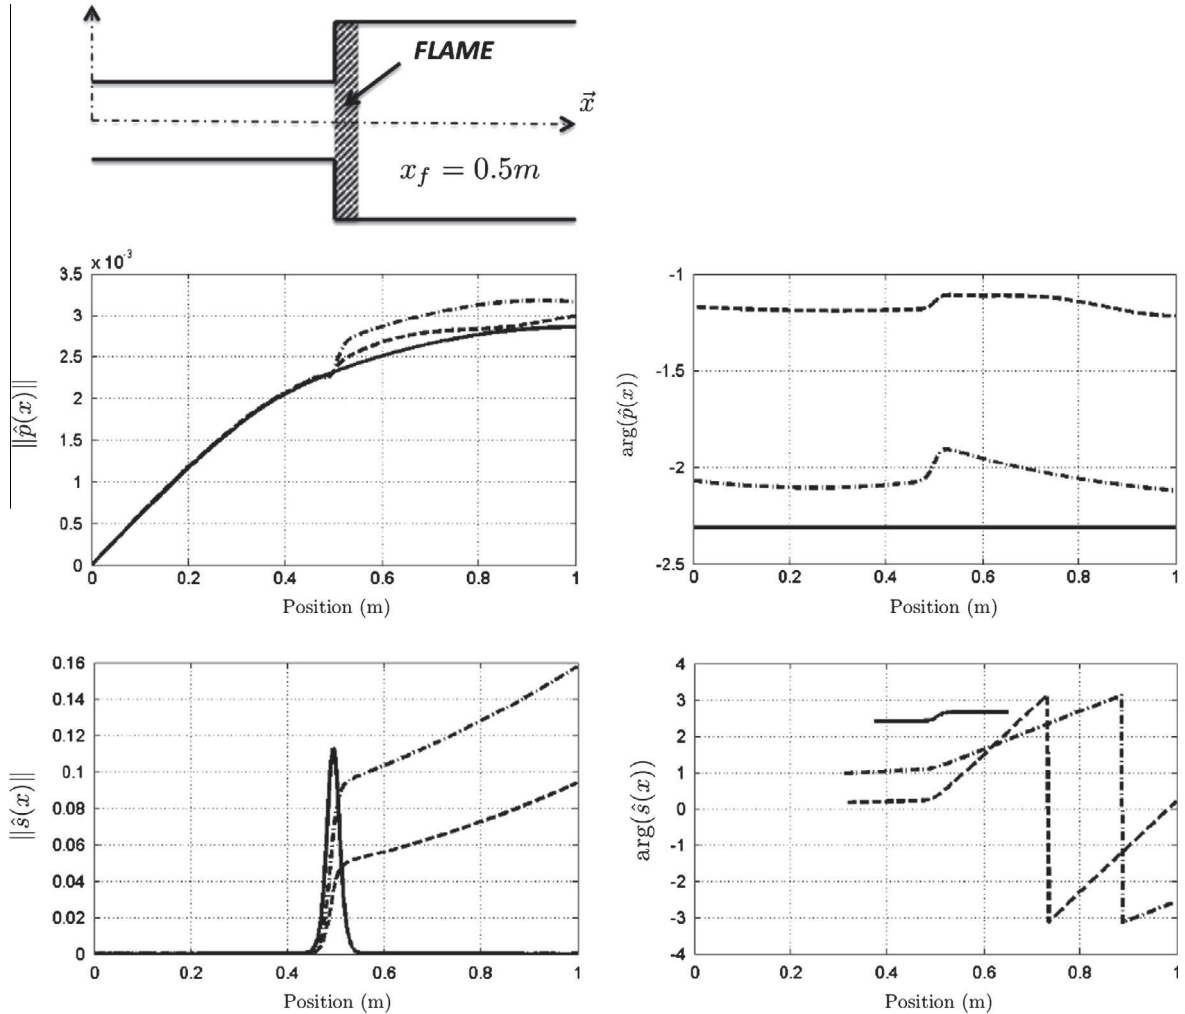 FLAME
$\vec{x}$
$x_f = 0.5m$
x 10⁻³
3.5
3
2.5
2
1.5
1
0.5
0
0 0.2 0.4 0.6 0.8 1
Position (m)
$||\hat{p}(x)||$
-1
-1.5
-2
-2.5
0 0.2 0.4 0.6 0.8 1
Position (m)
$\arg(\hat{p}(x))$
0.16
0.14
0.12
0.1
0.08
0.06
0.04
0.02
0
0 0.2 0.4 0.6 0.8 1
Position (m)
$||\hat{s}(x)||$
4
3
2
1
0
-1
-2
-3
-4
0 0.2 0.4 0.6 0.8 1
Position (m)
$\arg(\hat{s}(x))$